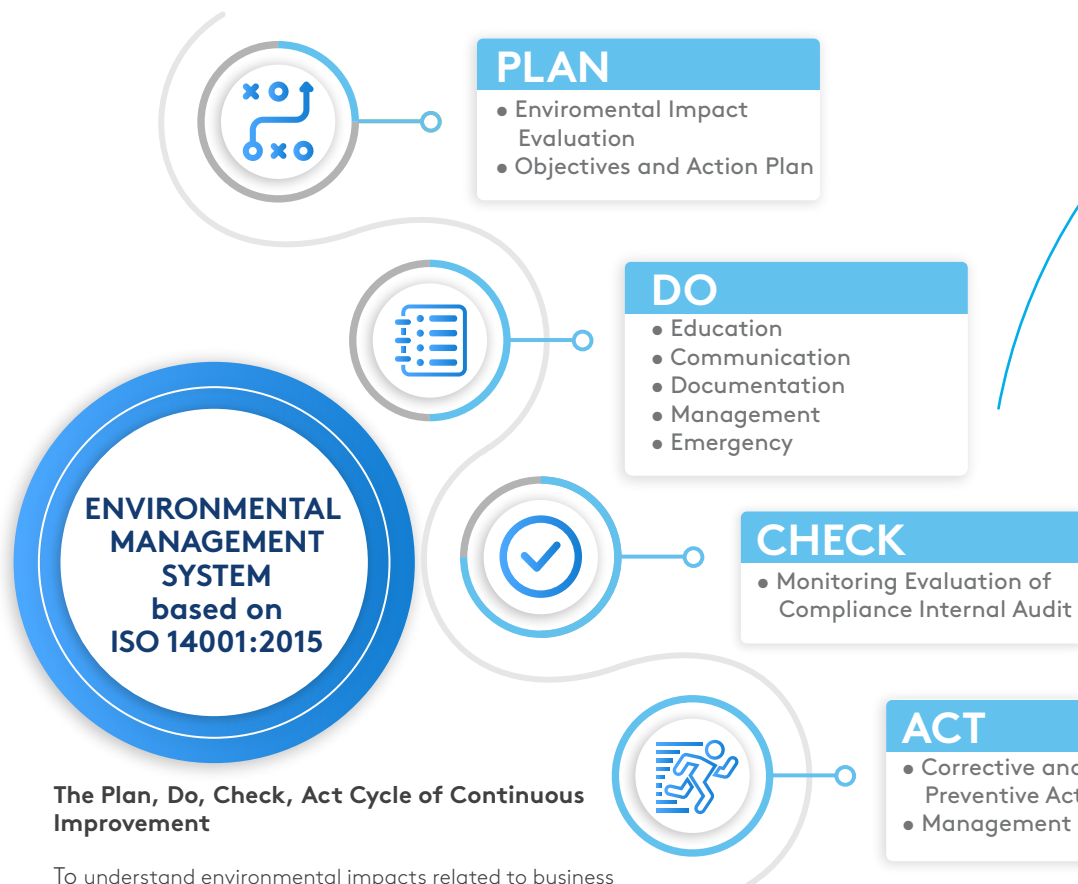 PLAN
• Enviromental Impact
Evaluation
• Objectives and Action Plan
DO
• Education
• Communication
• Documentation
• Management
• Emergency
ENVIRONMENTAL
MANAGEMENT
SYSTEM
based on
ISO 14001:2015
CHECK
• Monitoring Evaluation of
Compliance Internal Audit
ACT
• Corrective and
Preventive Act
• Management
The Plan, Do, Check, Act Cycle of Continuous
Improvement
To understand environmental impacts related to business